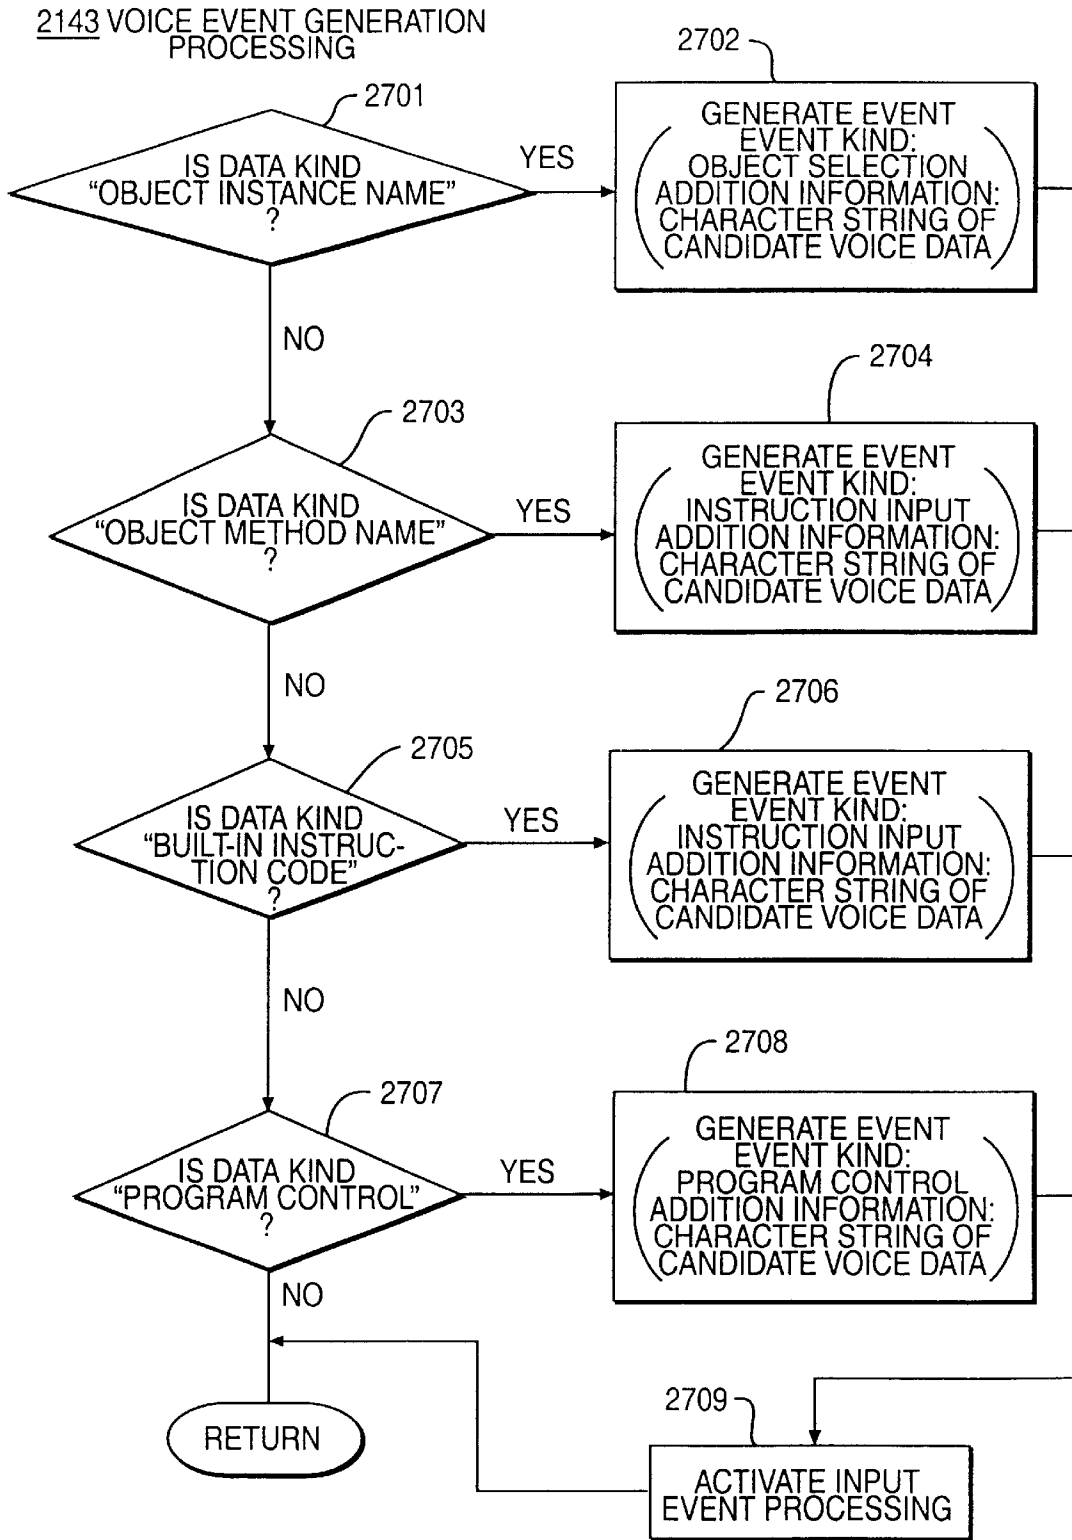 2143 VOICE EVENT GENERATION
PROCESSING
2701
IS DATA KIND
“OBJECT INSTANCE NAME”
?
YES
2702
GENERATE EVENT
EVENT KIND:
OBJECT SELECTION
ADDITION INFORMATION:
CHARACTER STRING OF
CANDIDATE VOICE DATA
NO
2703
IS DATA KIND
“OBJECT METHOD NAME”
?
YES
2704
GENERATE EVENT
EVENT KIND:
INSTRUCTION INPUT
ADDITION INFORMATION:
CHARACTER STRING OF
CANDIDATE VOICE DATA
NO
2705
IS DATA KIND
“BUILT-IN INSTRUC-
TION CODE”
?
YES
2706
GENERATE EVENT
EVENT KIND:
INSTRUCTION INPUT
ADDITION INFORMATION:
CHARACTER STRING OF
CANDIDATE VOICE DATA
NO
2707
IS DATA KIND
“PROGRAM CONTROL”
?
YES
2708
GENERATE EVENT
EVENT KIND:
PROGRAM CONTROL
ADDITION INFORMATION:
CHARACTER STRING OF
CANDIDATE VOICE DATA
NO
RETURN
2709
ACTIVATE INPUT
EVENT PROCESSING